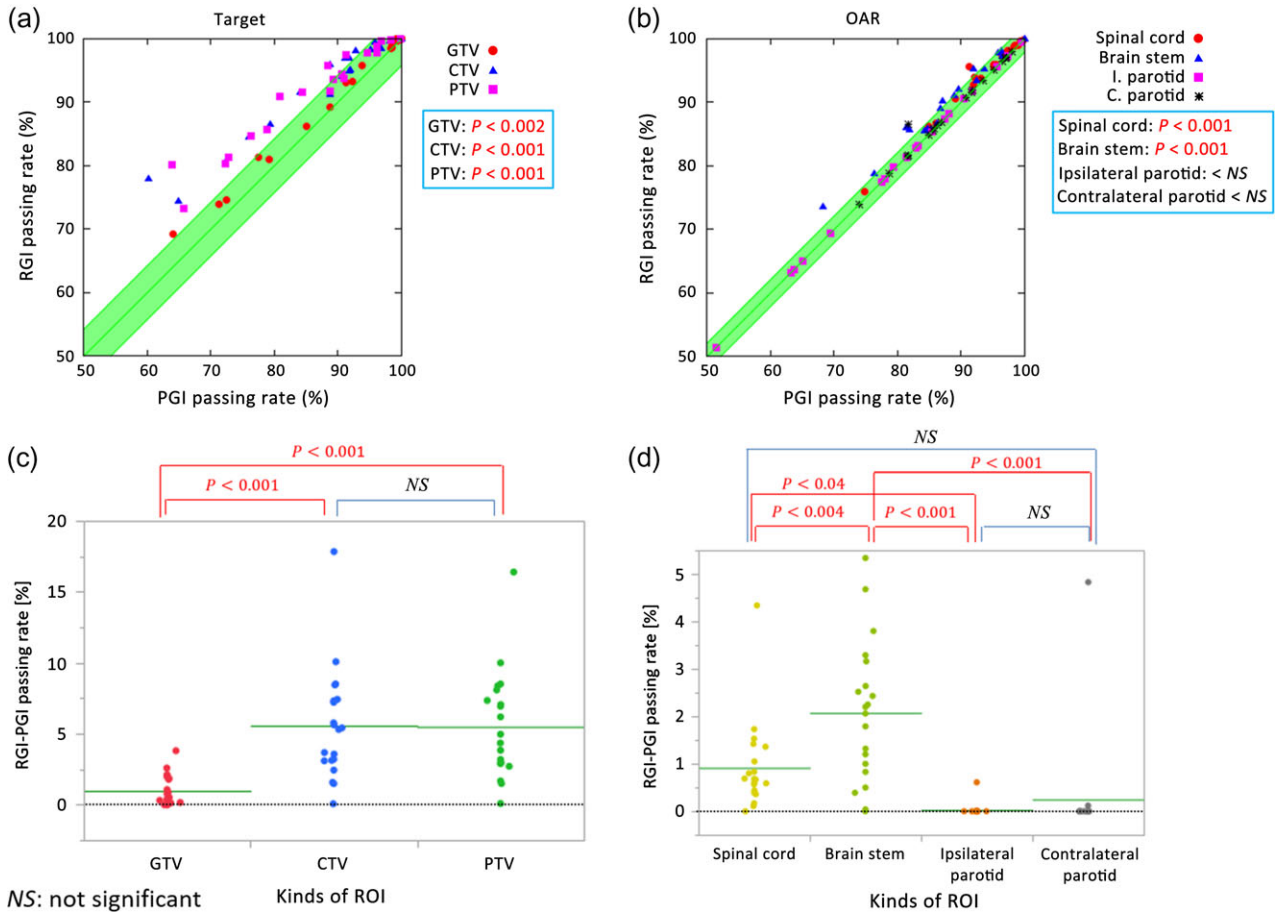 (a)
Target
100
90
80
70
60
50
50 60 70 80 90 100
RGI passing rate (%)
PGI passing rate (%)
GTV
CTV
PTV
GTV: P < 0.002
CTV: P < 0.001
PTV: P < 0.001
(b)
OAR
100
90
80
70
60
50
50 60 70 80 90 100
RGI passing rate (%)
PGI passing rate (%)
Spinal cord
Brain stem
I. parotid
C. parotid
Spinal cord: P < 0.001
Brain stem: P < 0.001
Ipsilateral parotid: < NS
Contralateral parotid < NS
(c)
P < 0.001
P < 0.001
NS
20
15
10
5
0
RGI-PGI passing rate [%]
GTV CTV PTV
Kinds of ROI
NS: not significant
(d)
NS
P < 0.001
P < 0.04
P < 0.004
P < 0.001
NS
5
4
3
2
1
0
RGI-PGI passing rate [%]
Spinal cord
Brain stem
Ipsilateral
parotid
Contralateral
parotid
Kinds of ROI